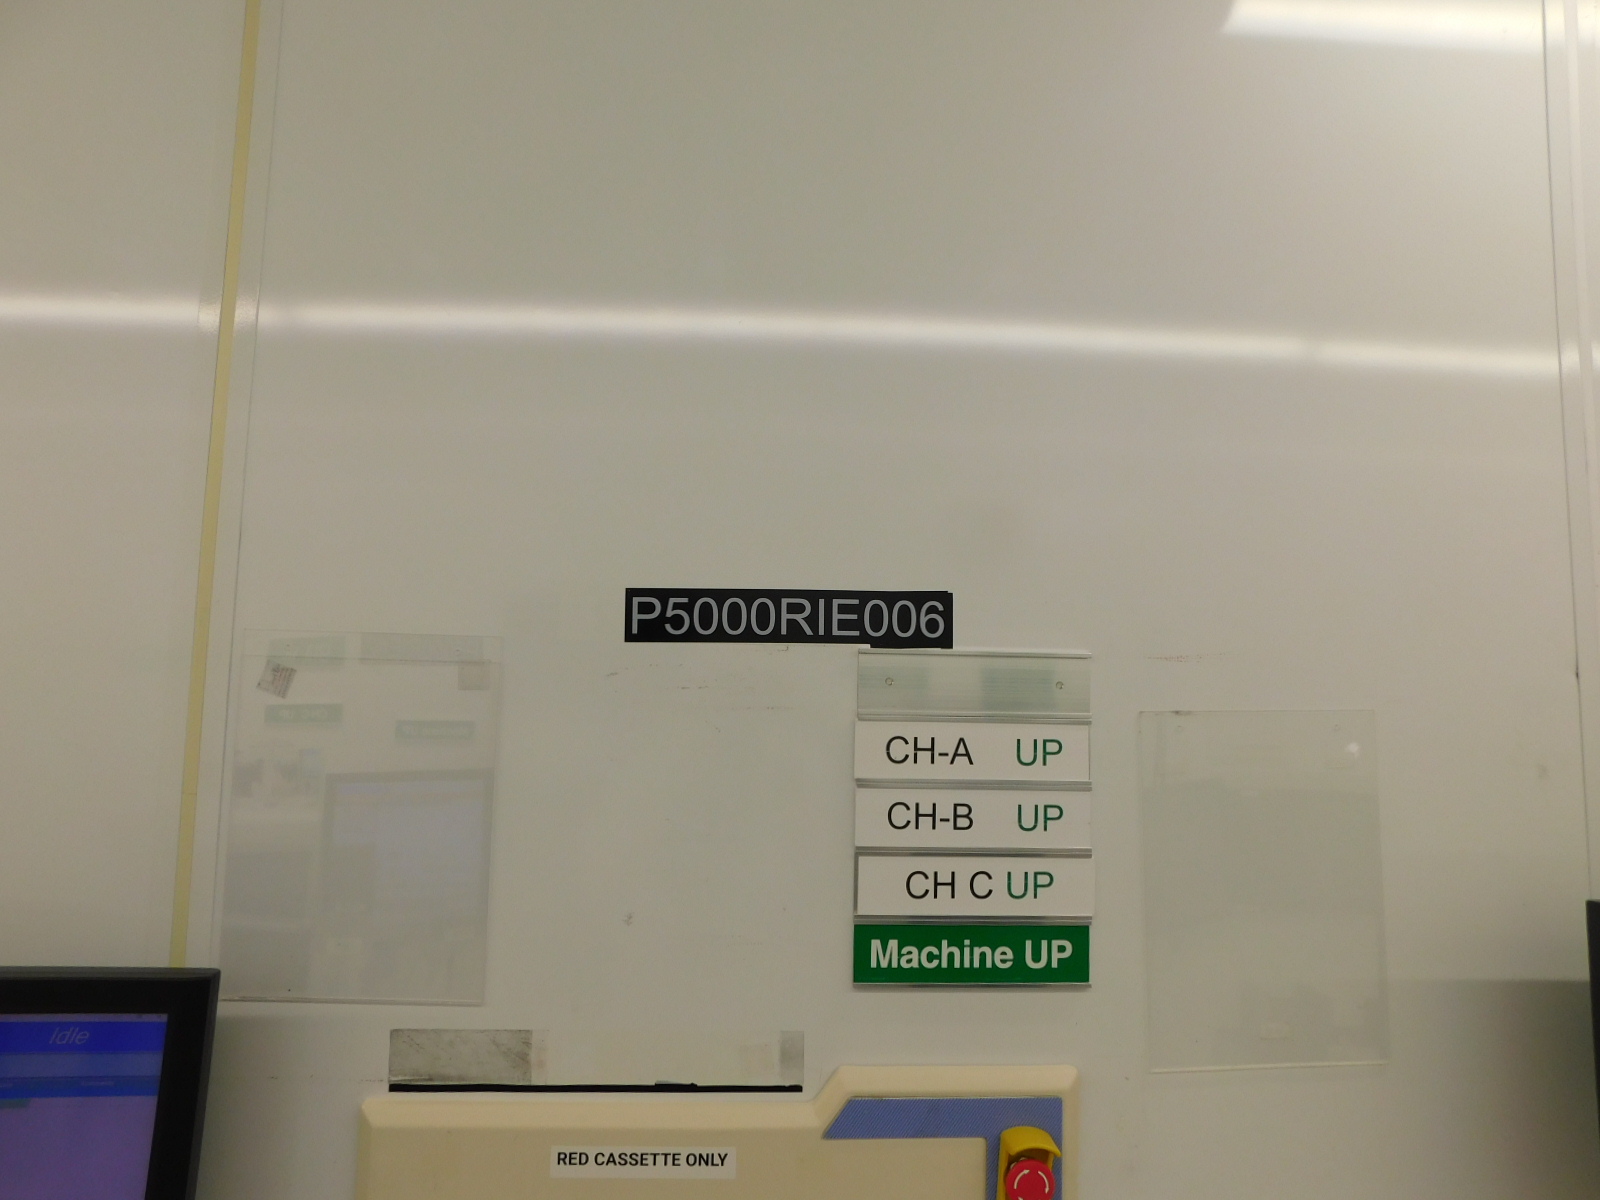 P5000RIE006
CH-A UP
CH-B UP
CH C UP
Machine UP
Idle
RED CASSETTE ONLY